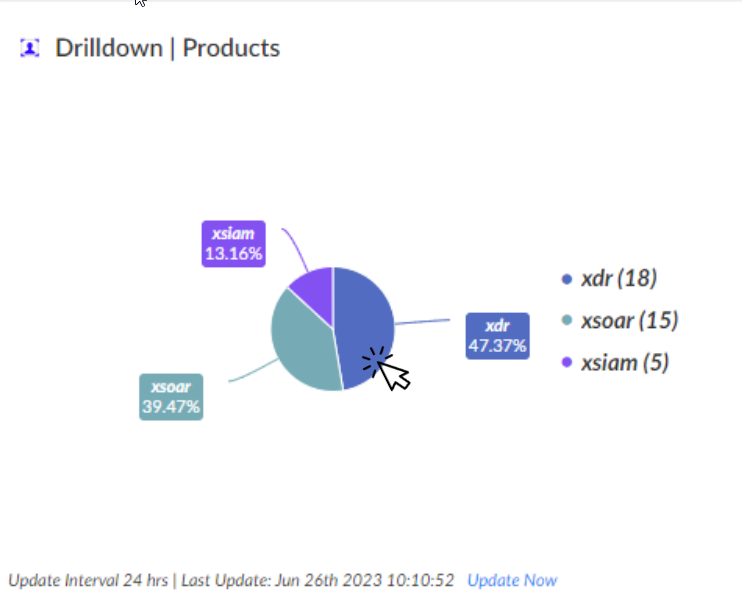 Drilldown | Products
xsiam
13.16%
xdr (18)
xsoar (15)
xdr
47.37%
xsiam (5)
xsoar
39.47%
Update Interval 24 hrs | Last Update: Jun 26th 2023 10:10:52 Update Now